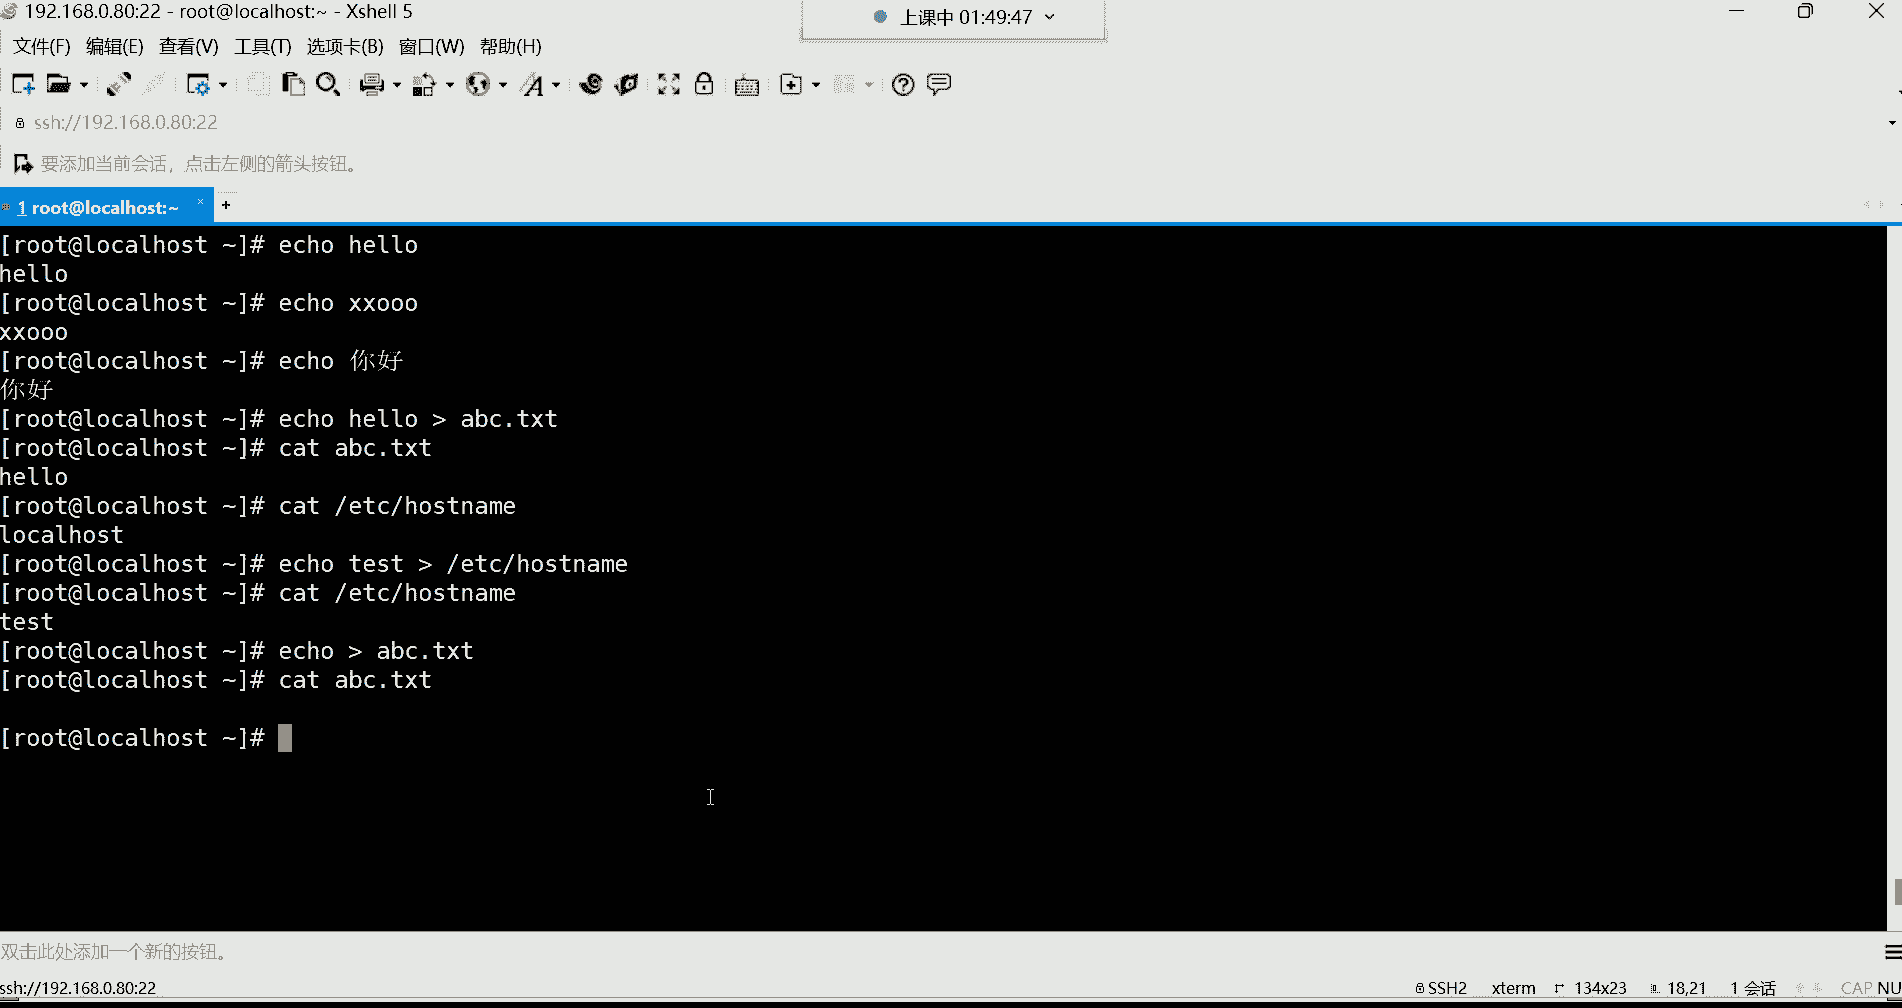 192.168.0.80:22 - root@localhost:~ - Xshell 5
上课中 01:49:47
文件(F) 编辑(E) 查看(V) 工具(T) 选项卡(B) 窗口(W) 帮助(H)
ssh://192.168.0.80:22
要添加当前会话，点击左侧的箭头按钮。
1 root@localhost:~ × +
[root@localhost ~]# echo hello
hello
[root@localhost ~]# echo xxooo
xxooo
[root@localhost ~]# echo 你好
你好
[root@localhost ~]# echo hello > abc.txt
[root@localhost ~]# cat abc.txt
hello
[root@localhost ~]# cat /etc/hostname
localhost
[root@localhost ~]# echo test > /etc/hostname
[root@localhost ~]# cat /etc/hostname
test
[root@localhost ~]# echo > abc.txt
[root@localhost ~]# cat abc.txt
[root@localhost ~]#
双击此处添加一个新的按钮。
ssh://192.168.0.80:22 SSH2 xterm 134x23 18,21 1 会话 CAP NU